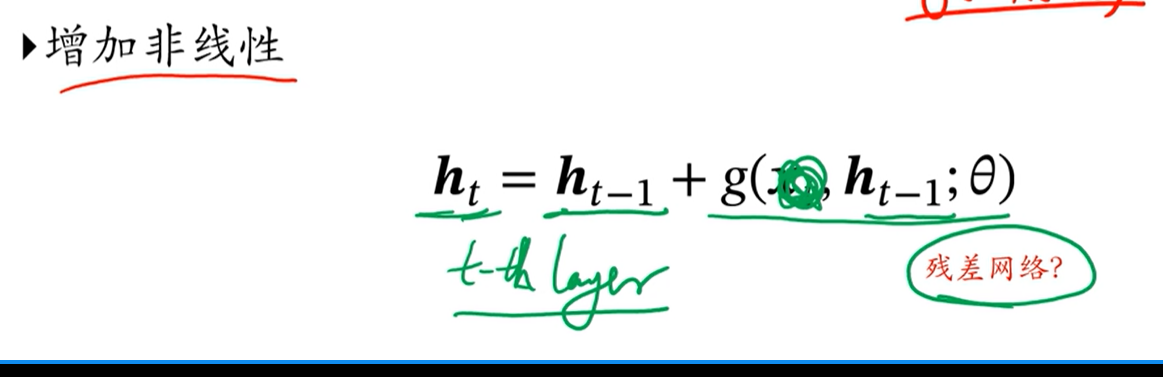 ▶增加非线性
h_t = h_{t−1} + g(x, h_{t−1}; θ)
t-th layer
残差网络?